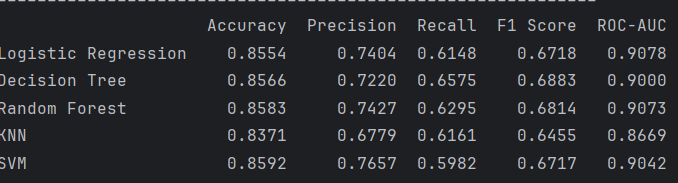 Accuracy Precision Recall F1 Score ROC-AUC
Logistic Regression 0.8554 0.7404 0.6148 0.6718 0.9078
Decision Tree 0.8566 0.7220 0.6575 0.6883 0.9000
Random Forest 0.8583 0.7427 0.6295 0.6814 0.9073
KNN 0.8371 0.6779 0.6161 0.6455 0.8669
SVM 0.8592 0.7657 0.5982 0.6717 0.9042